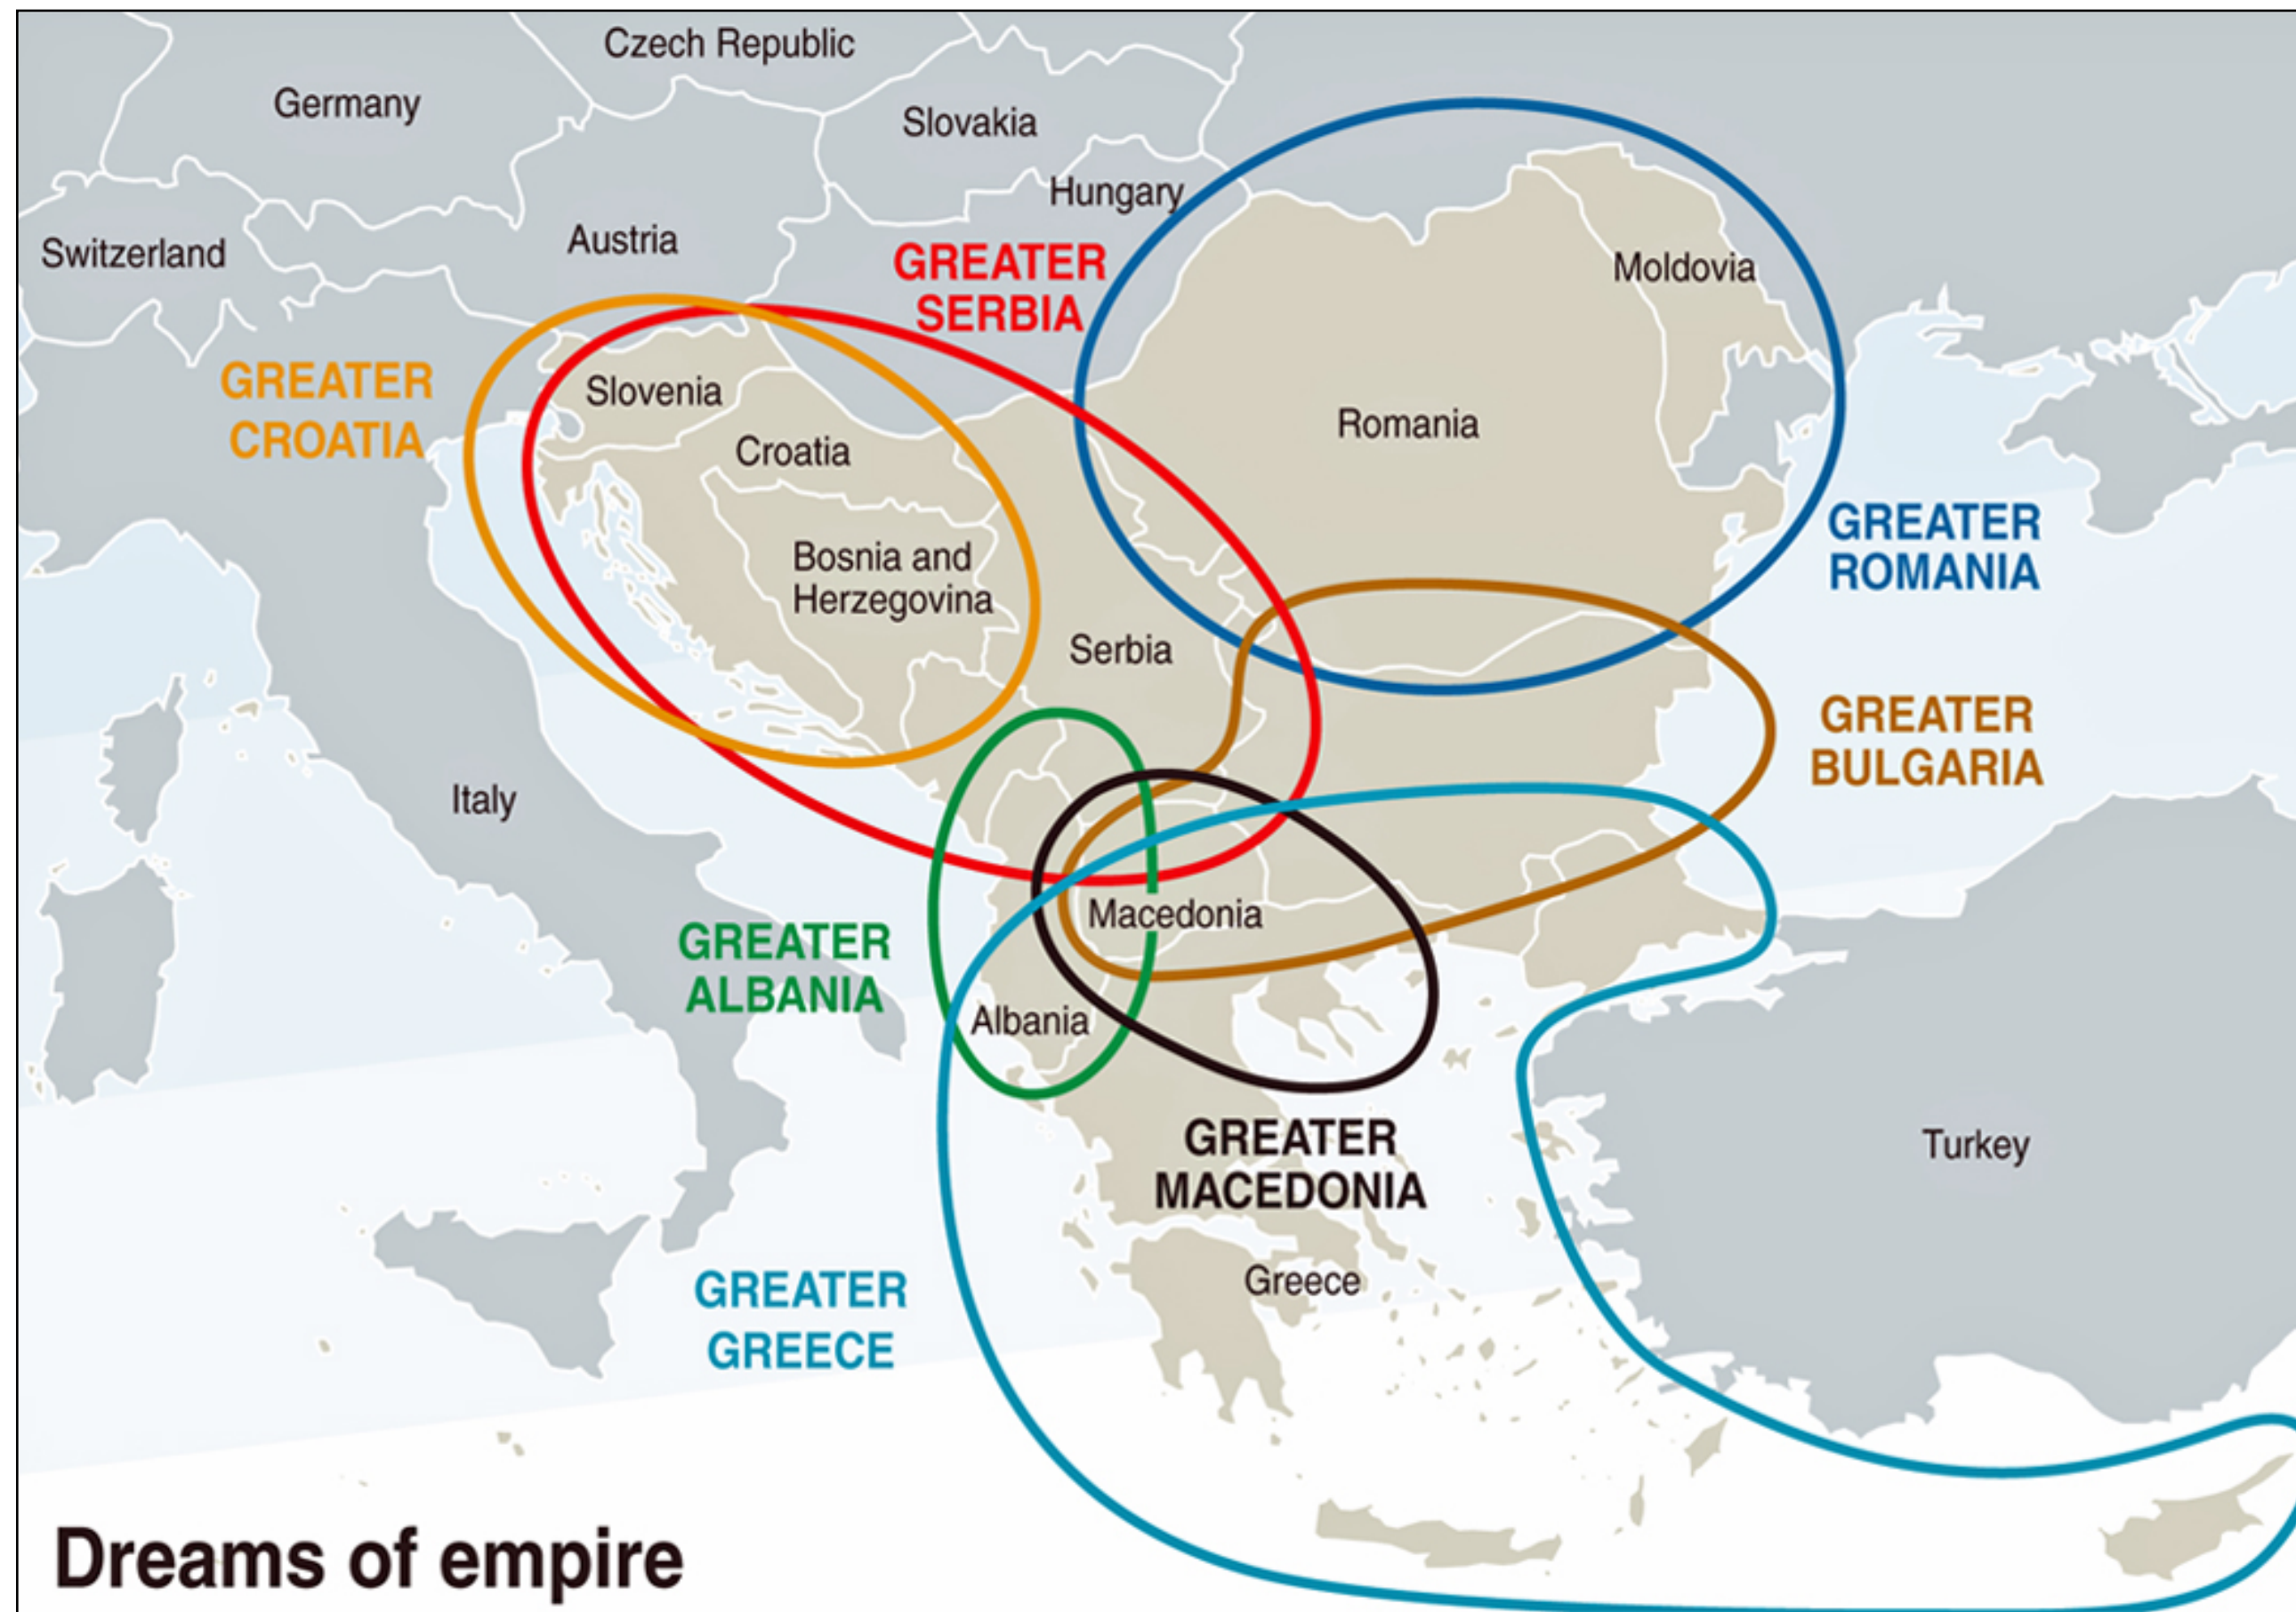 Czech Republic
Germany
Slovakia
Hungary
Switzerland
Austria
GREATER
SERBIA
Moldovia
GREATER
CROATIA
Slovenia
Romania
Croatia
GREATER
ROMANIA
Bosnia and
Herzegovina
Serbia
GREATER
BULGARIA
Italy
Macedonia
GREATER
ALBANIA
Albania
GREATER
MACEDONIA
Turkey
Greece
GREATER
GREECE
Dreams of empire